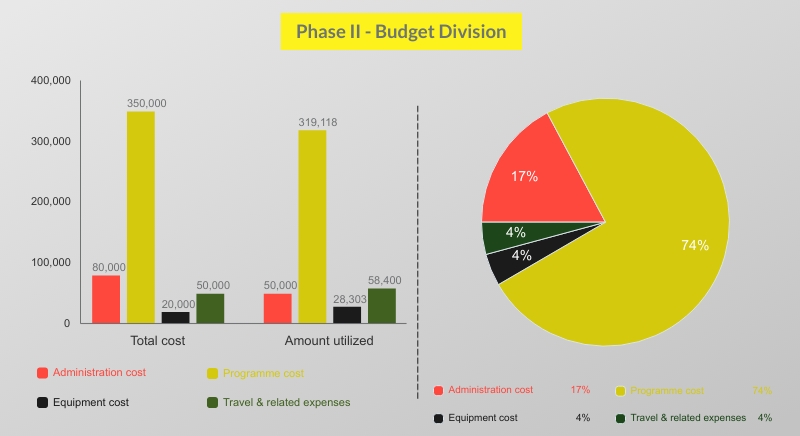 Phase II - Budget Division
400,000
300,000
200,000
100,000
0
80,000
350,000
20,000
50,000
50,000
319,118
28,303
58,400
Total cost
Amount utilized
Administration cost
Programme cost
Equipment cost
Travel & related expenses
17%
74%
4%
4%
Administration cost 17%
Programme cost 74%
Equipment cost 4%
Travel & related expenses 4%